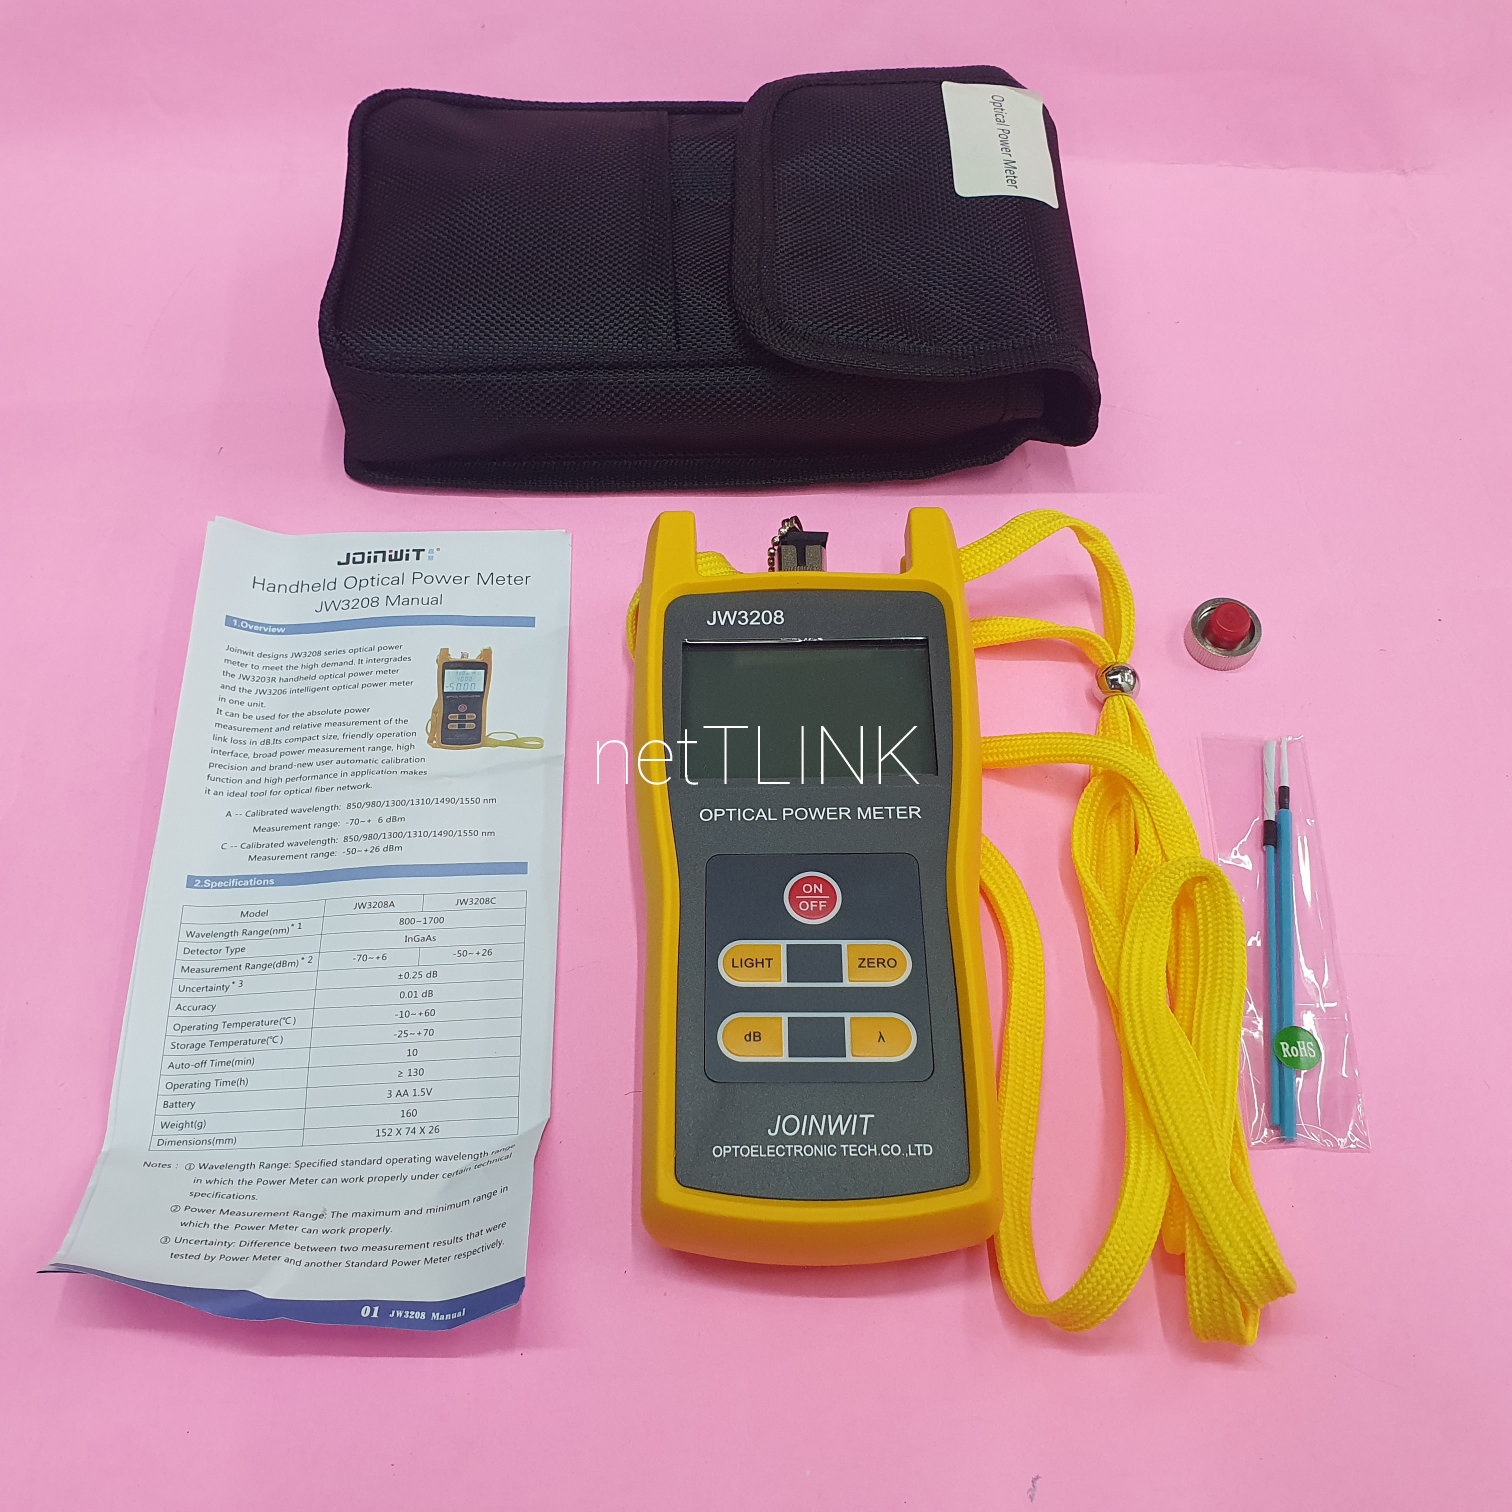 Optical Power Meter
JOINWIT
Handheld Optical Power Meter
JW3208 Manual
1.Overview
Joinwit designs JW3208 series optical power
meter to meet the high demand. It intergrades
the JW3203R handheld optical power meter
and the JW3206 intelligent optical power meter
in one unit.
It can be used for the absolute power
measurement and relative measurement of the
link loss in dB.Its compact size, friendly operation
interface, broad power measurement range, high
precision and brand-new user automatic calibration
function and high performance in application makes
it an ideal tool for optical fiber network.
A -- Calibrated wavelength: 850/980/1300/1310/1490/1550 nm
Measurement range: -70~+ 6 dBm
C -- Calibrated wavelength: 850/980/1300/1310/1490/1550 nm
Measurement range: -50~+26 dBm
2.Specifications
Model JW3208A JW3208C
Wavelength Range(nm)*1 800~1700
Detector Type InGaAs
Measurement Range(dBm)*2 -70~+6 -50~+26
Uncertainty*3 ±0.25 dB
Accuracy 0.01 dB
Operating Temperature(℃) -10~+60
Storage Temperature(℃) -25~+70
Auto-off Time(min) 10
Operating Time(h) ≥ 130
Battery 3 AA 1.5V
Weight(g) 160
Dimensions(mm) 152 X 74 X 26
Notes : ① Wavelength Range: Specified standard operating wavelength range
in which the Power Meter can work properly under certain technical
specifications.
② Power Measurement Range: The maximum and minimum range in
which the Power Meter can work properly.
③ Uncertainty: Difference between two measurement results that were
tested by Power Meter and another Standard Power Meter respectively.
01 JW3208 Manual
JW3208
netTLINK
OPTICAL POWER METER
ON
OFF
LIGHT ZERO
dB λ
JOINWIT
OPTOELECTRONIC TECH.CO.,LTD
RoHS